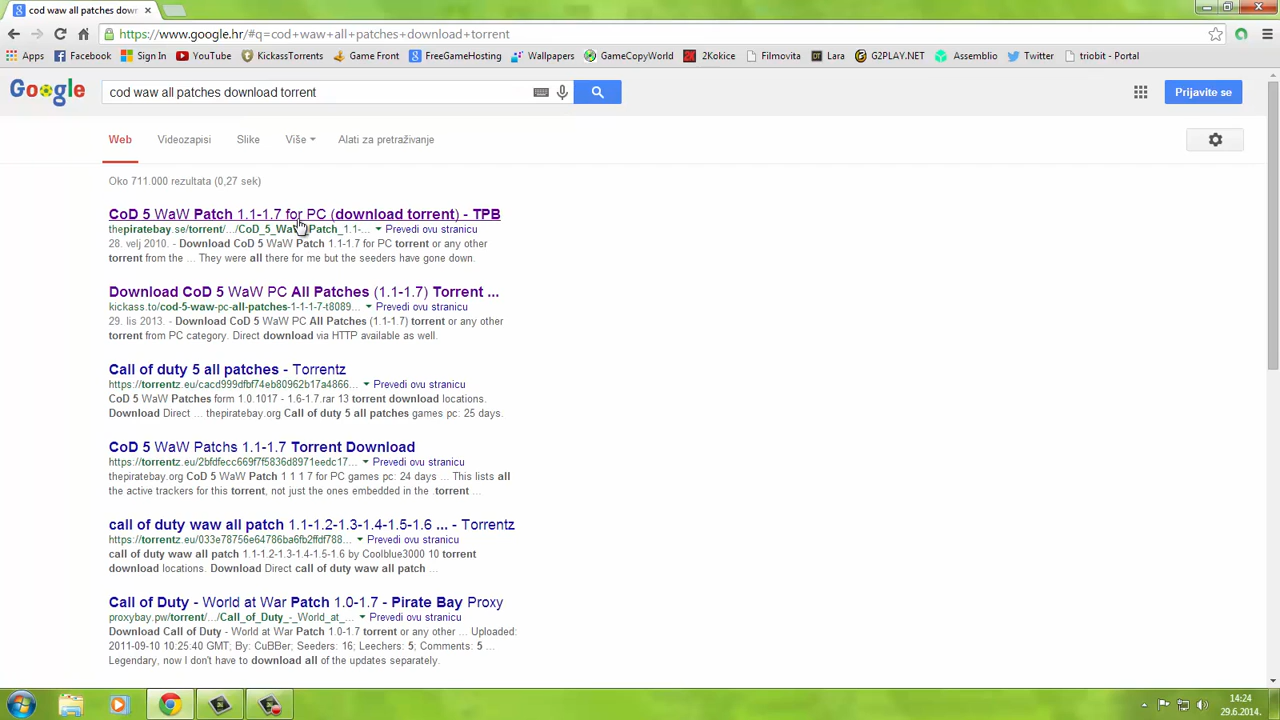 cod waw all patches down
https://www.google.hr/#q=cod+waw+all+patches+download+torrent
Apps Facebook Sign In YouTube KickassTorrents Game Front FreeGameHosting Wallpapers GameCopyWorld 2K 2Kokice Filmovita Lara G2PLAY.NET Assemblio Twitter triobit - Portal
Google
cod waw all patches download torrent
Prijavite se
Web Videozapisi Slike Više Alati za pretraživanje
Oko 711.000 rezultata (0,27 sek)
CoD 5 WaW Patch 1.1-1.7 for PC (download torrent) - TPB
thepiratebay.se/torrent/.../CoD_5_WaW_Patch_1.1-... Prevedi ovu stranicu
28. velj 2010. - Download CoD 5 WaW Patch 1.1-1.7 for PC torrent or any other
torrent from the ... They were all there for me but the seeders have gone down.
Download CoD 5 WaW PC All Patches (1.1-1.7) Torrent ...
kickass.to/cod-5-waw-pc-all-patches-1-1-1-7-t8089... Prevedi ovu stranicu
29. lis 2013. - Download CoD 5 WaW PC All Patches (1.1-1.7) torrent or any other
torrent from PC category. Direct download via HTTP available as well.
Call of duty 5 all patches - Torrentz
https://torrentz.eu/cacd999dfbf74eb80962b17a4866... Prevedi ovu stranicu
CoD 5 WaW Patches form 1.0.1017 - 1.6-1.7.rar 13 torrent download locations.
Download Direct ... thepiratebay.org Call of duty 5 all patches games pc: 25 days.
CoD 5 WaW Patchs 1.1-1.7 Torrent Download
https://torrentz.eu/2bfdfecc669f7f5836d8971eedc17... Prevedi ovu stranicu
thepiratebay.org CoD 5 WaW Patch 1 1 1 7 for PC games pc: 24 days ... This lists all
the active trackers for this torrent, not just the ones embedded in the .torrent ...
call of duty waw all patch 1.1-1.2-1.3-1.4-1.5-1.6 ... - Torrentz
https://torrentz.eu/033e78756e64786ba6fb2ffdf788... Prevedi ovu stranicu
call of duty waw all patch 1.1-1.2-1.3-1.4-1.5-1.6 by Coolblue3000 10 torrent
download locations. Download Direct call of duty waw all patch ...
Call of Duty - World at War Patch 1.0-1.7 - Pirate Bay Proxy
proxybay.pw/torrent/.../Call_of_Duty_-_World_at_... Prevedi ovu stranicu
Download Call of Duty - World at War Patch 1.0-1.7 torrent or any other ... Uploaded:
2011-09-10 10:25:40 GMT; By: CuBBer; Seeders: 16; Leechers: 5; Comments: 5 ...
Legendary, now I don't have to download all of the updates separately.
14:24
29.6.2014.